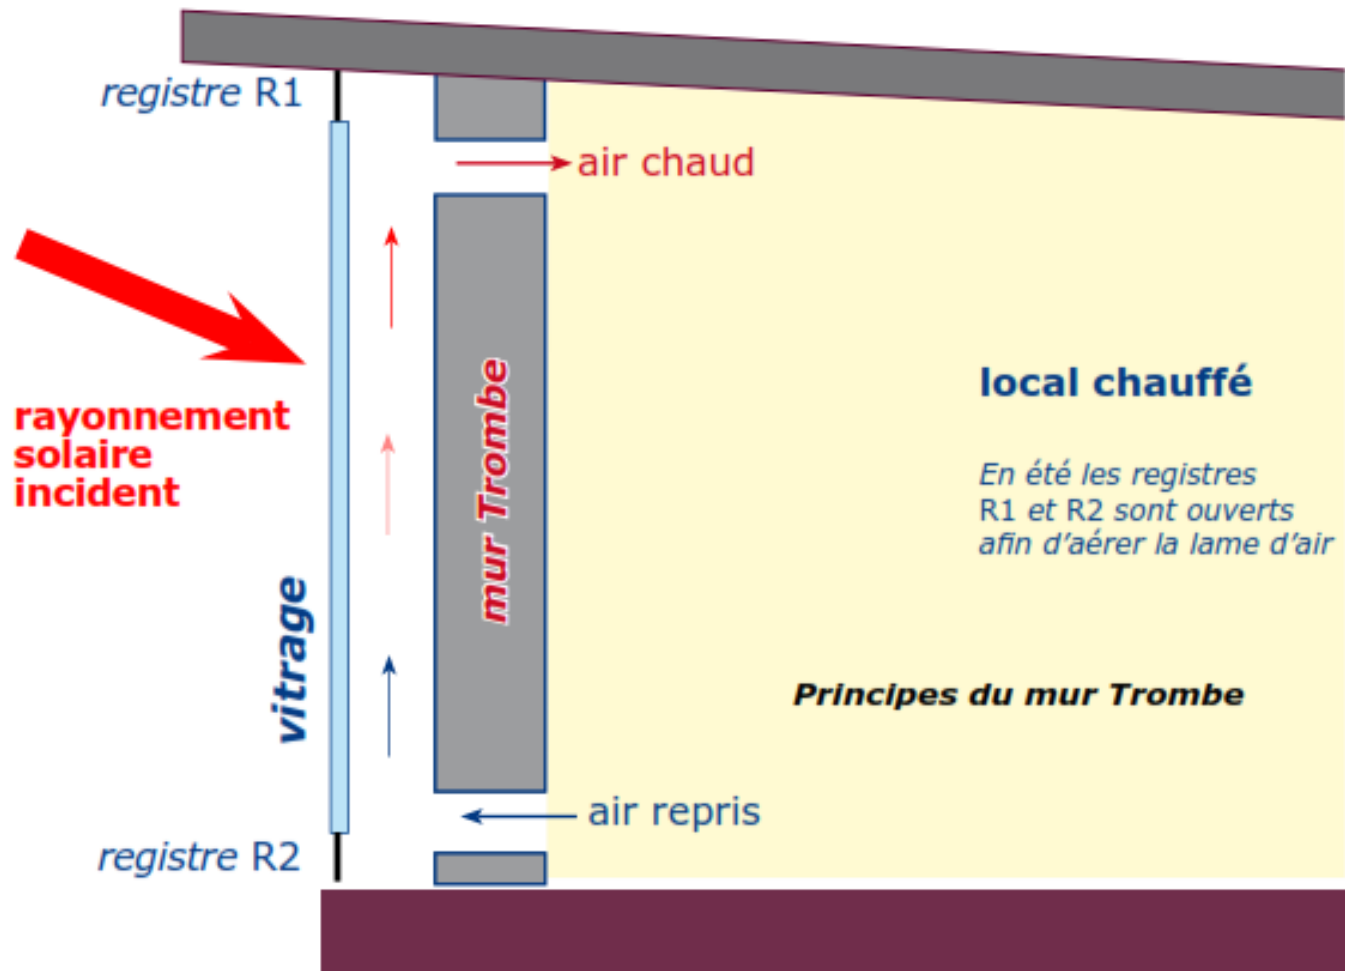 registre R1
air chaud
rayonnement
solaire
incident
mur Trombe
vitrage
local chauffé
En été les registres
R1 et R2 sont ouverts
afin d’aérer la lame d’air
Principes du mur Trombe
air repris
registre R2